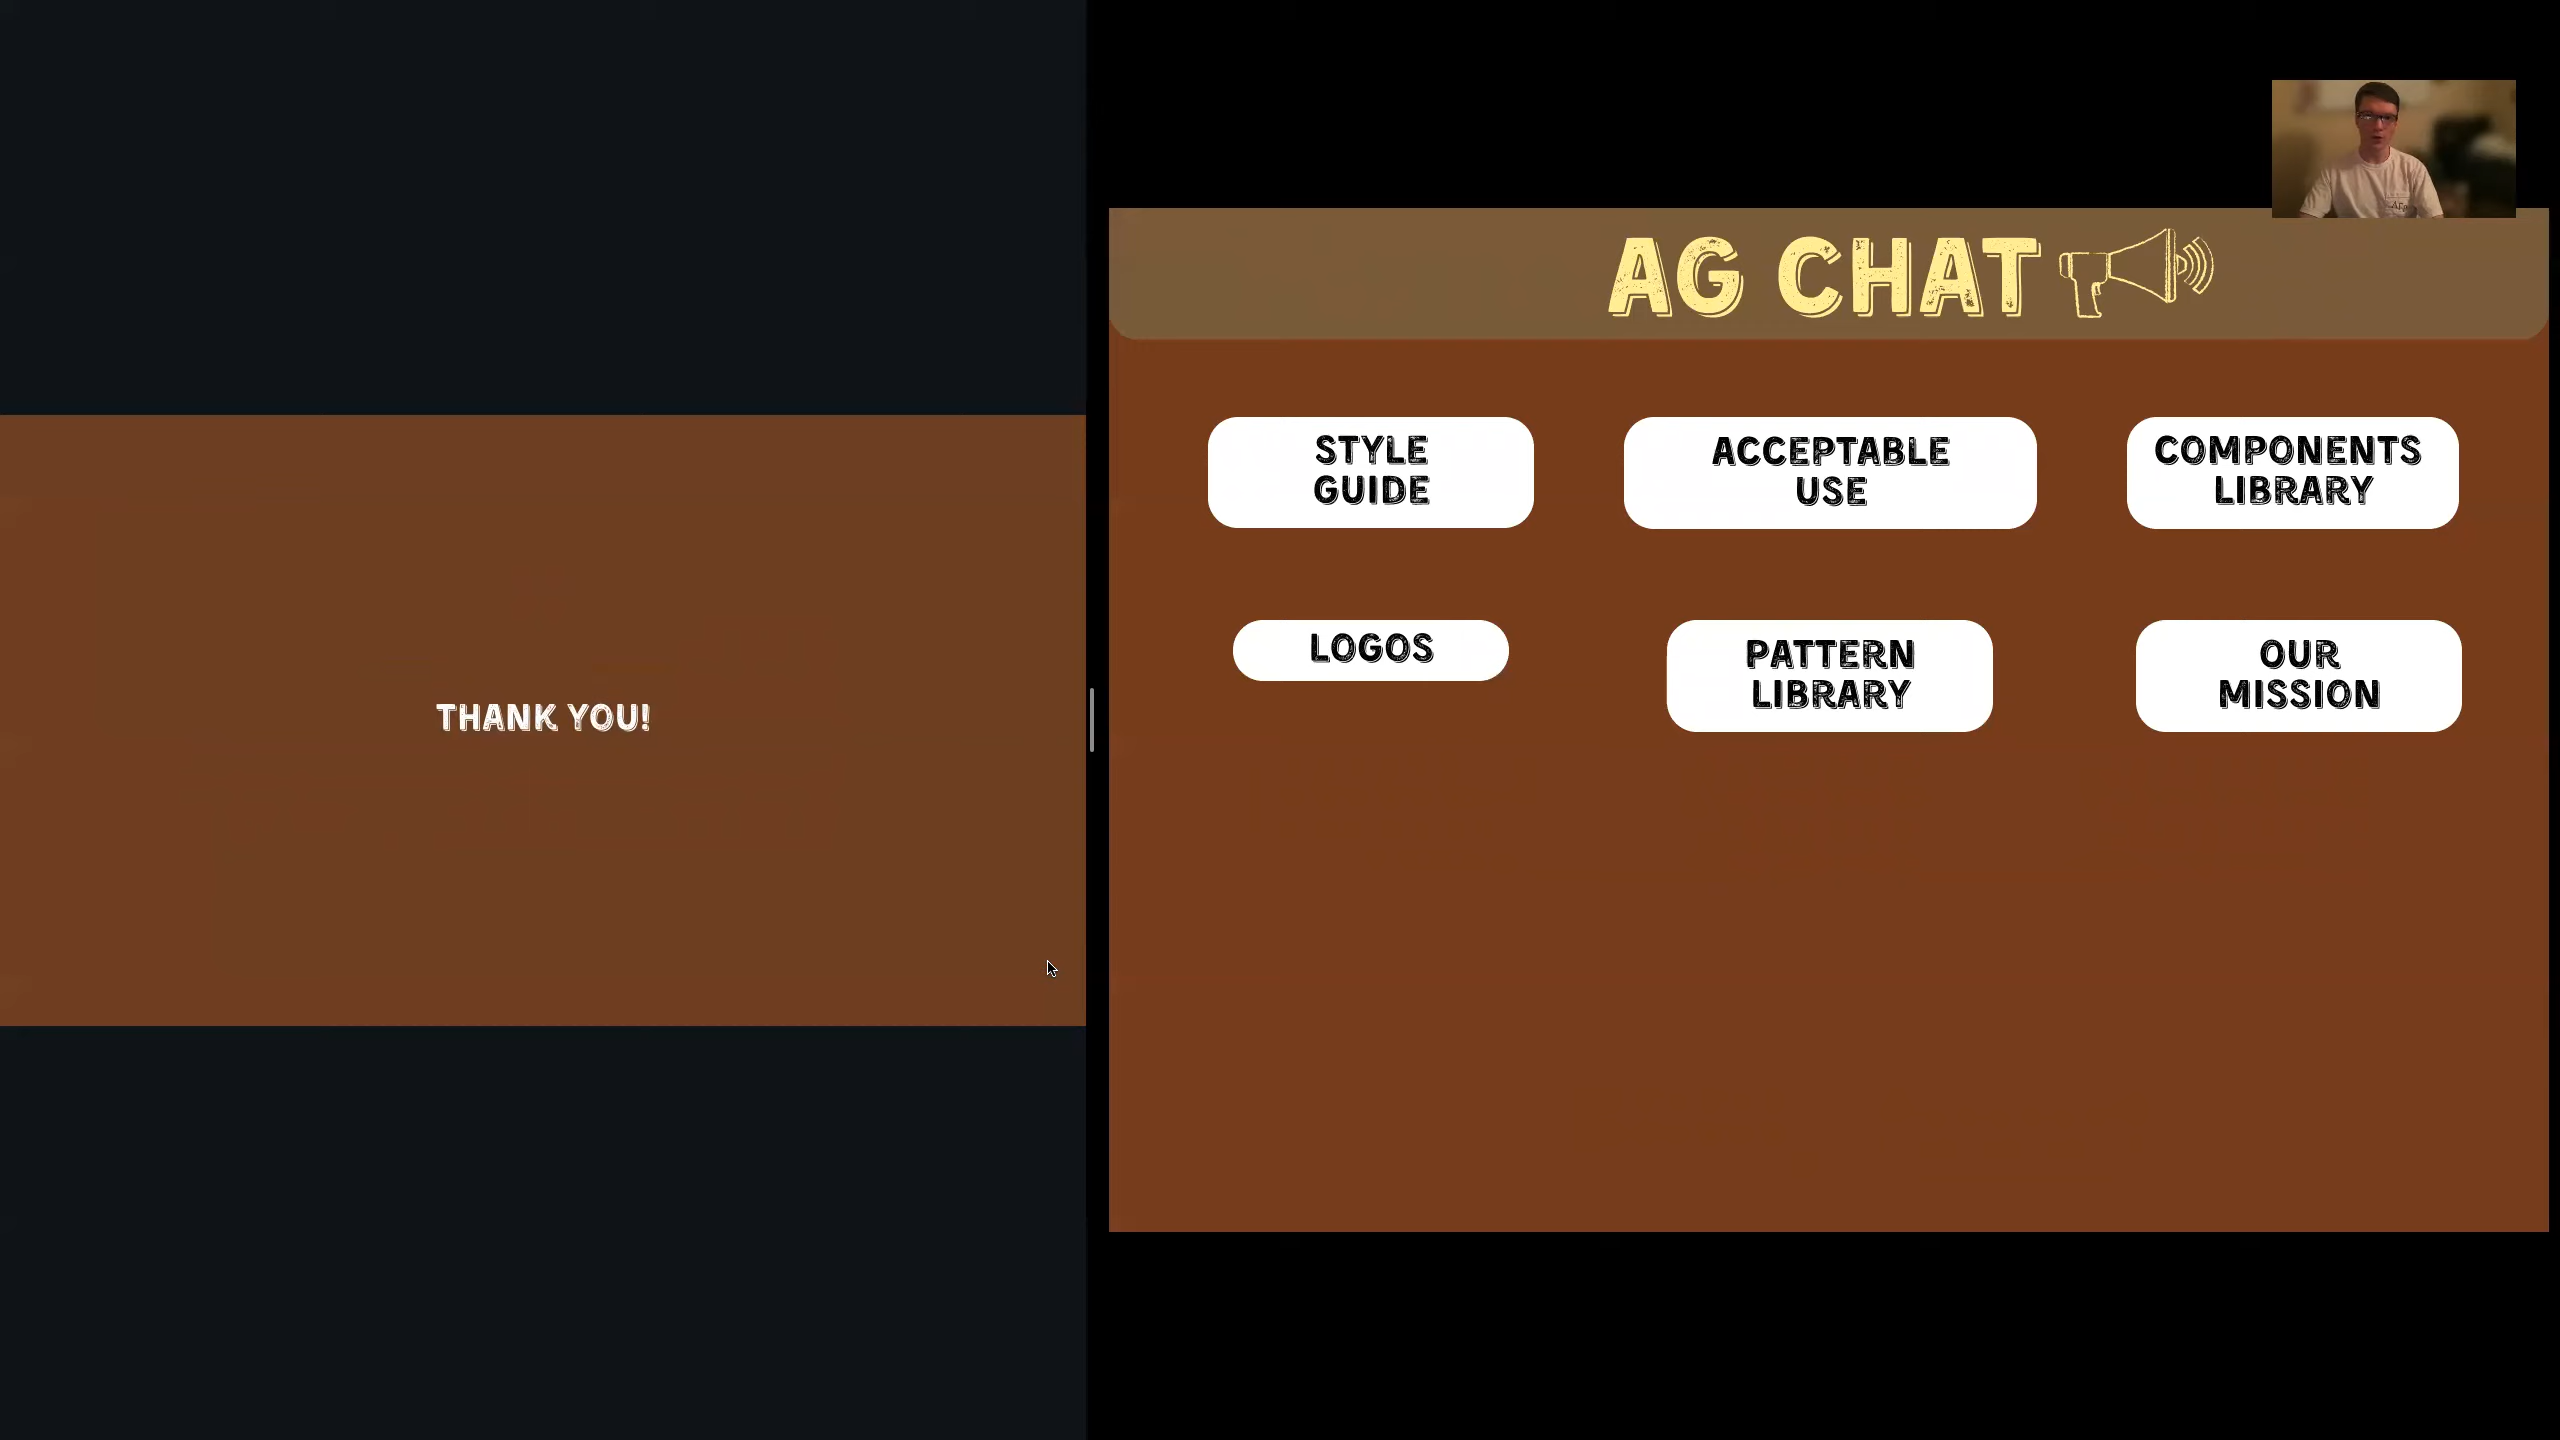 THANK YOU!
AG CHAT
STYLE
GUIDE
ACCEPTABLE
USE
COMPONENTS
LIBRARY
LOGOS
PATTERN
LIBRARY
OUR
MISSION